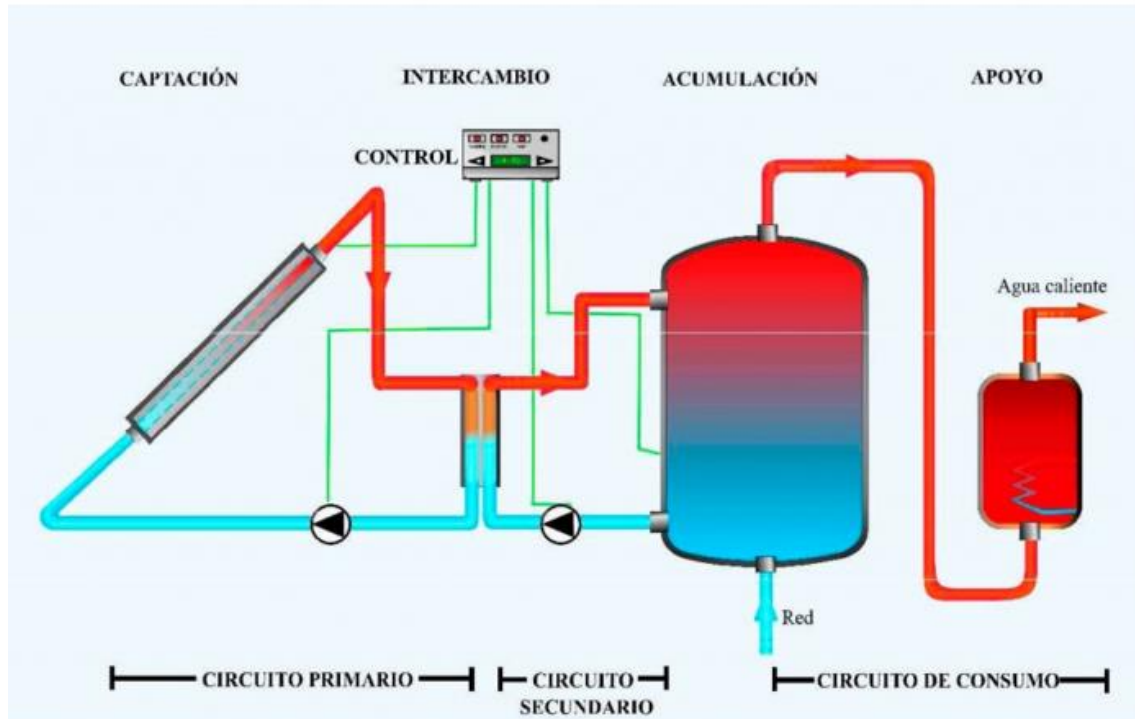 CAPTACIÓN
INTERCAMBIO
ACUMULACIÓN
APOYO
CONTROL
Agua caliente
Red
CIRCUITO PRIMARIO
CIRCUITO
SECUNDARIO
CIRCUITO DE CONSUMO